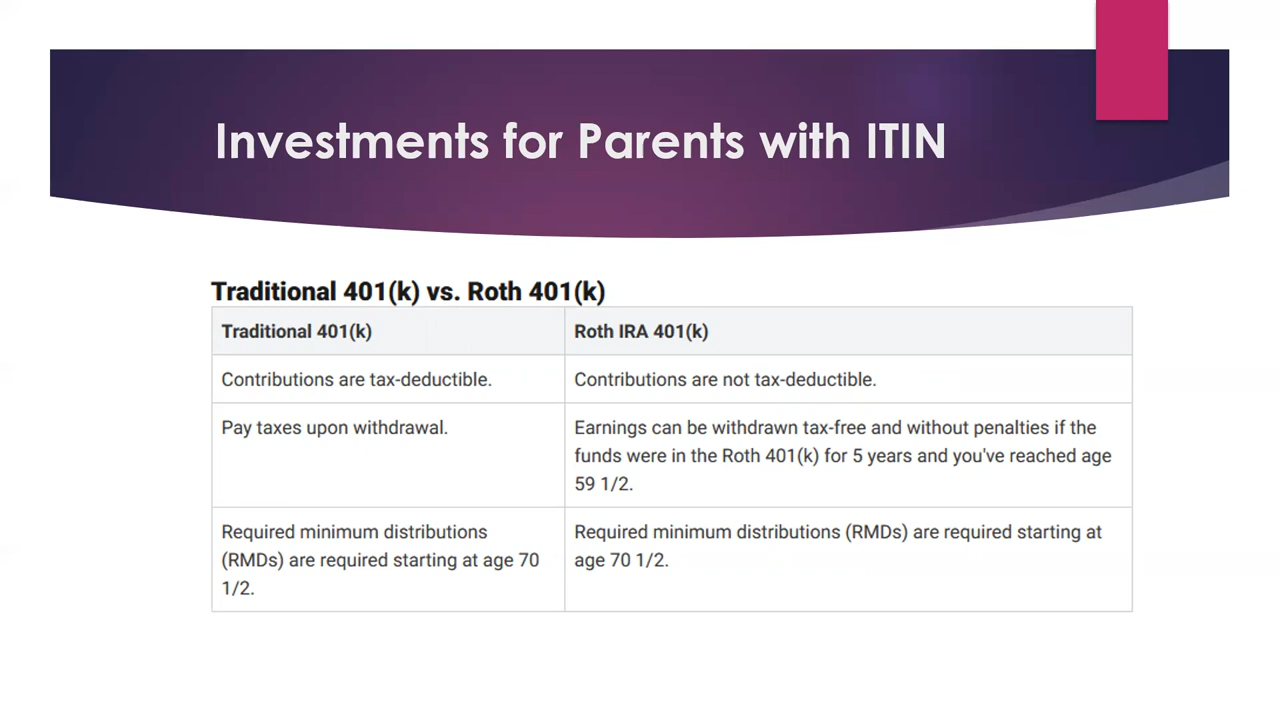 Investments for Parents with ITIN
Traditional 401(k) vs. Roth 401(k)
Traditional 401(k)
Roth IRA 401(k)
Contributions are tax-deductible.
Contributions are not tax-deductible.
Pay taxes upon withdrawal.
Earnings can be withdrawn tax-free and without penalties if the
funds were in the Roth 401(k) for 5 years and you've reached age
59 1/2.
Required minimum distributions
(RMDs) are required starting at age 70
1/2.
Required minimum distributions (RMDs) are required starting at
age 70 1/2.